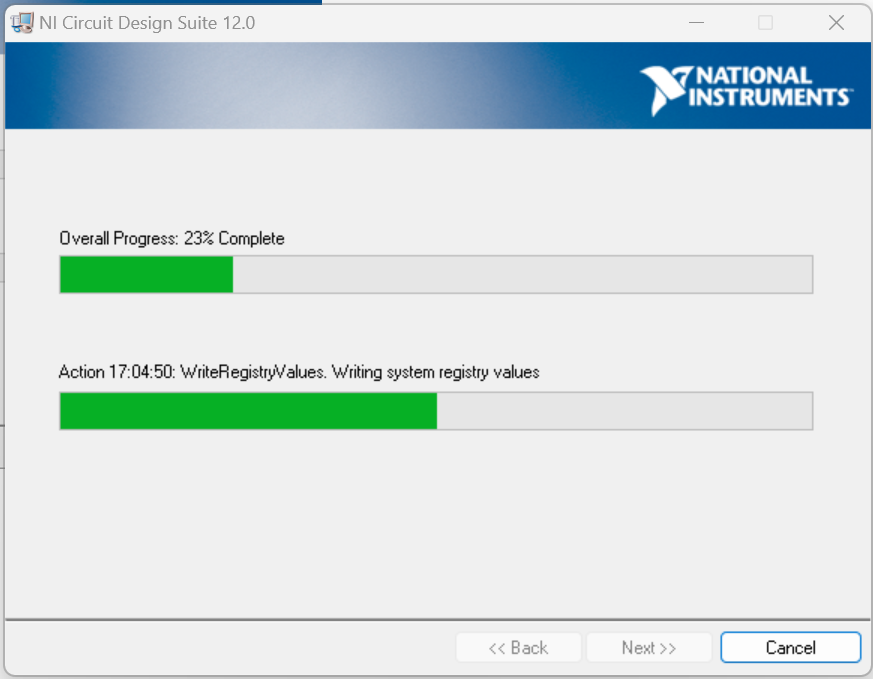 NI Circuit Design Suite 12.0
NATIONAL
INSTRUMENTS™
Overall Progress: 23% Complete
Action 17:04:50: WriteRegistryValues. Writing system registry values
<< Back
Next >>
Cancel